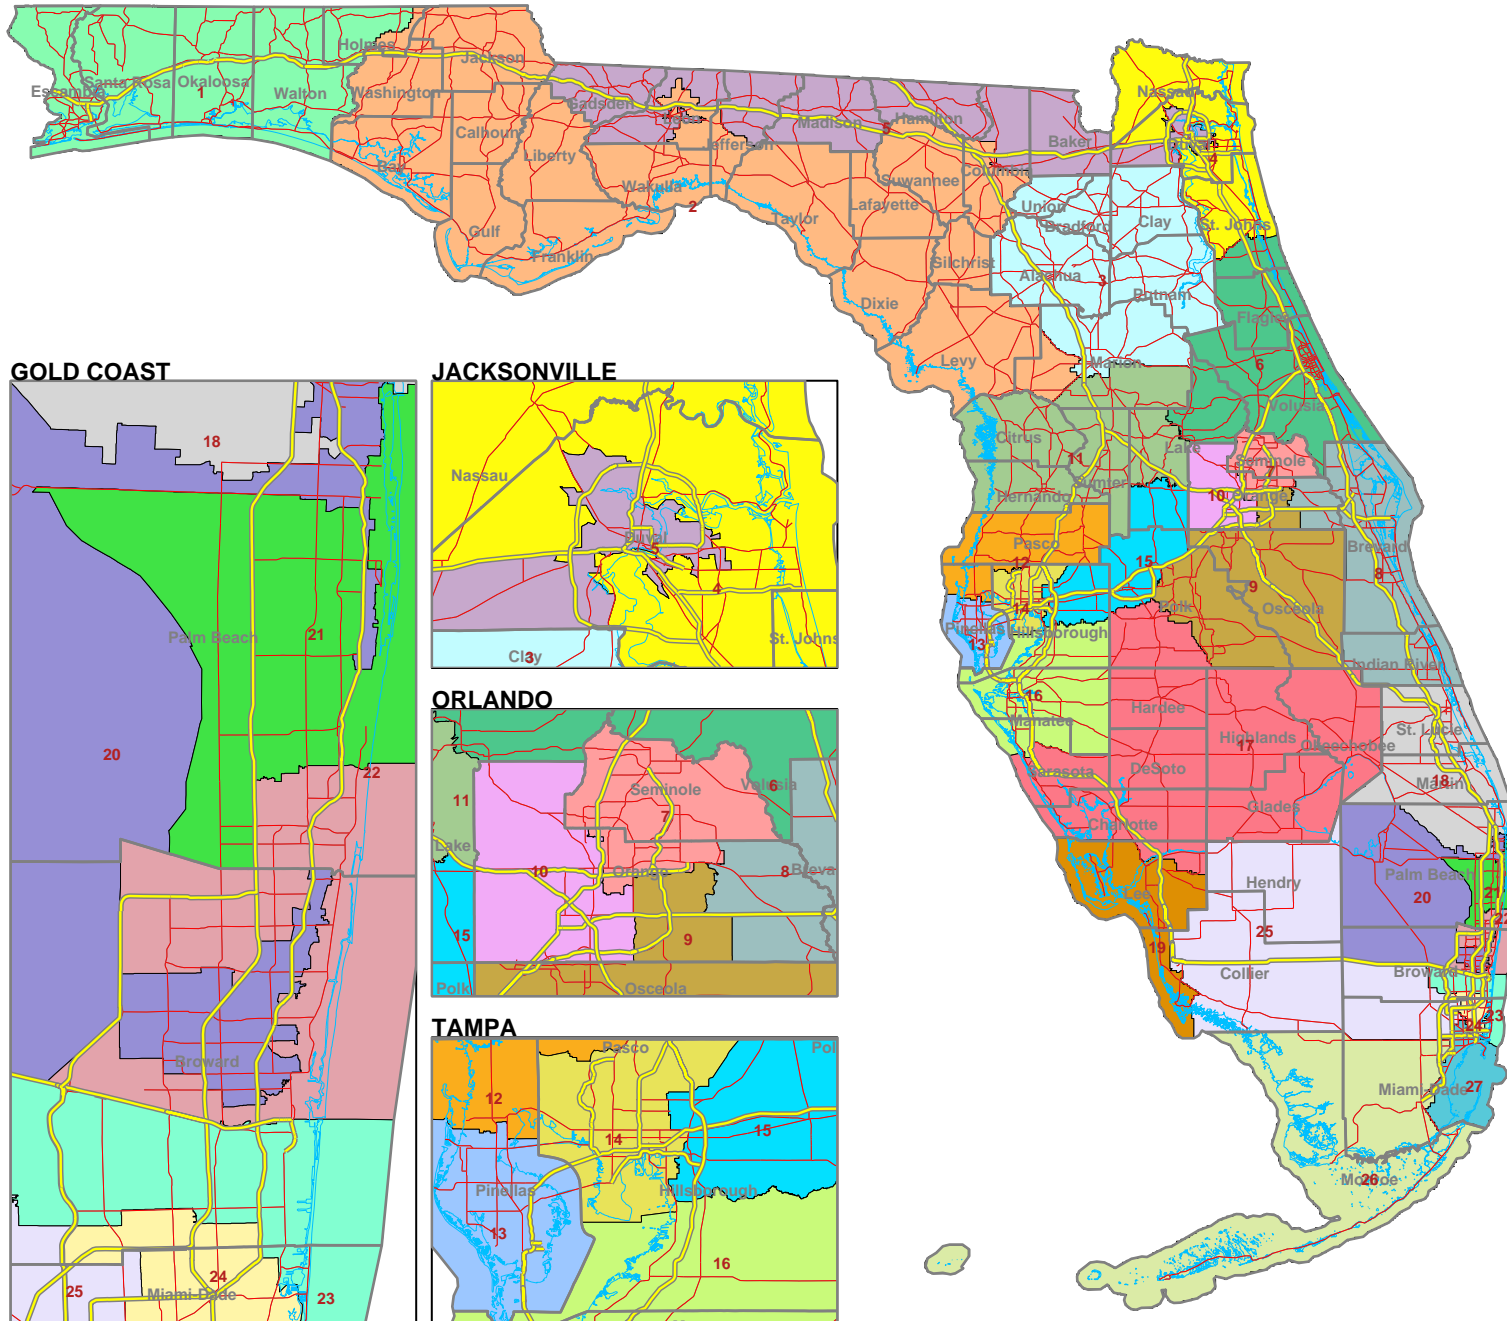 Escambia
Santa Rosa
Okaloosa
1
Walton
Holmes
Jackson
Washington
Bay
Calhoun
Gulf
Liberty
Franklin
Gadsden
Leon
Wakulla
2
Jefferson
Madison
Taylor
Hamilton
5
Suwannee
Lafayette
Columbia
Dixie
Gilchrist
Levy
Baker
Nassau
Duval
4
Union
Bradford
Clay
St. Johns
Alachua
3
Putnam
Marion
Flagler
6
Volusia
Citrus
11
Lake
Sumter
Hernando
Seminole
7
10
Orange
Pasco
12
15
Brevard
8
14
Pinellas
13
Hillsborough
Polk
9
Osceola
Indian River
16
Manatee
Hardee
Highlands
17
Okeechobee
St. Lucie
Sarasota
DeSoto
18
Martin
Glades
Charlotte
Lee
Hendry
Palm Beach
20
21
22
19
25
Collier
Broward
24
23
Miami-Dade
27
Monroe
26
GOLD COAST
18
Palm Beach
21
20
22
Broward
24
25
Miami-Dade
23
JACKSONVILLE
Nassau
Duval
5
4
St. Johns
Clay
3
ORLANDO
Seminole
Volusia
6
11
7
Lake
10
Orange
8
Breva
15
9
Polk
Osceola
TAMPA
Pasco
Pol
12
14
15
Pinellas
Hillsborough
13
16